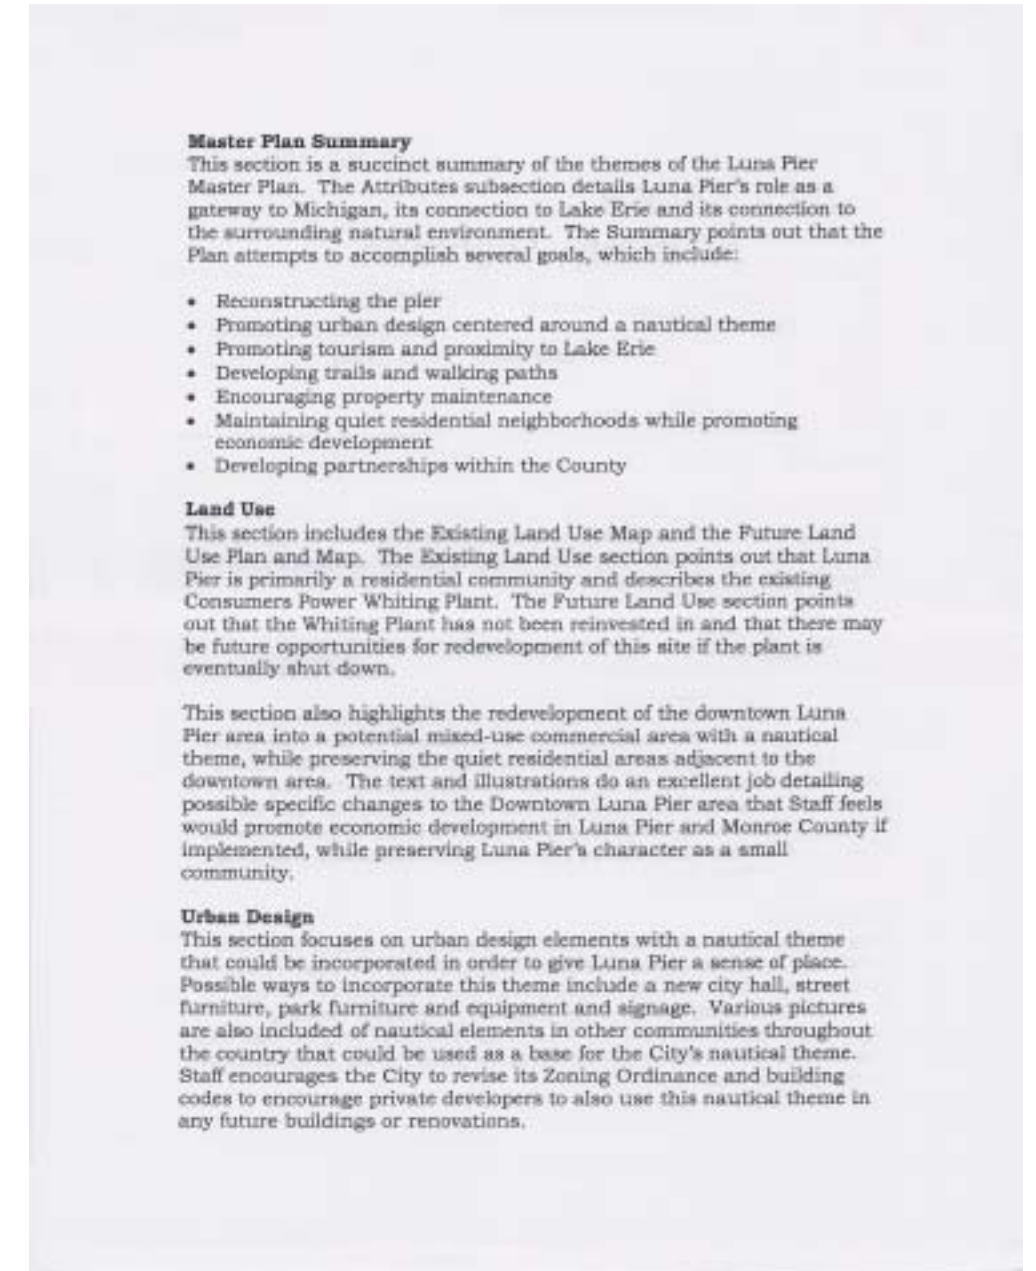 Master Plan Summary
This section is a succinct summary of the themes of the Luna Pier
Master Plan.  The Attributes subsection details Luna Pier's role as a
gateway to Michigan, its connection to Lake Erie and its connection to
the surrounding natural environment.  The Summary points out that the
Plan attempts to accomplish several goals, which include:
• Reconstructing the pier
• Promoting urban design centered around a nautical theme
• Promoting tourism and proximity to Lake Erie
• Developing trails and walking paths
• Encouraging property maintenance
• Maintaining quiet residential neighborhoods while promoting
economic development
• Developing partnerships within the County
Land Use
This section includes the Existing Land Use Map and the Future Land
Use Plan and Map.  The Existing Land Use section points out that Luna
Pier is primarily a residential community and describes the existing
Consumers Power Whiting Plant.  The Future Land Use section points
out that the Whiting Plant has not been reinvested in and that there may
be future opportunities for redevelopment of this site if the plant is
eventually shut down.
This section also highlights the redevelopment of the downtown Luna
Pier area into a potential mixed-use commercial area with a nautical
theme, while preserving the quiet residential areas adjacent to the
downtown area.  The text and illustrations do an excellent job detailing
possible specific changes to the Downtown Luna Pier area that Staff feels
would promote economic development in Luna Pier and Monroe County if
implemented, while preserving Luna Pier's character as a small
community.
Urban Design
This section focuses on urban design elements with a nautical theme
that could be incorporated in order to give Luna Pier a sense of place.
Possible ways to incorporate this theme include a new city hall, street
furniture, park furniture and equipment and signage.  Various pictures
are also included of nautical elements in other communities throughout
the country that could be used as a base for the City's nautical theme.
Staff encourages the City to revise its Zoning Ordinance and building
codes to encourage private developers to also use this nautical theme in
any future buildings or renovations.